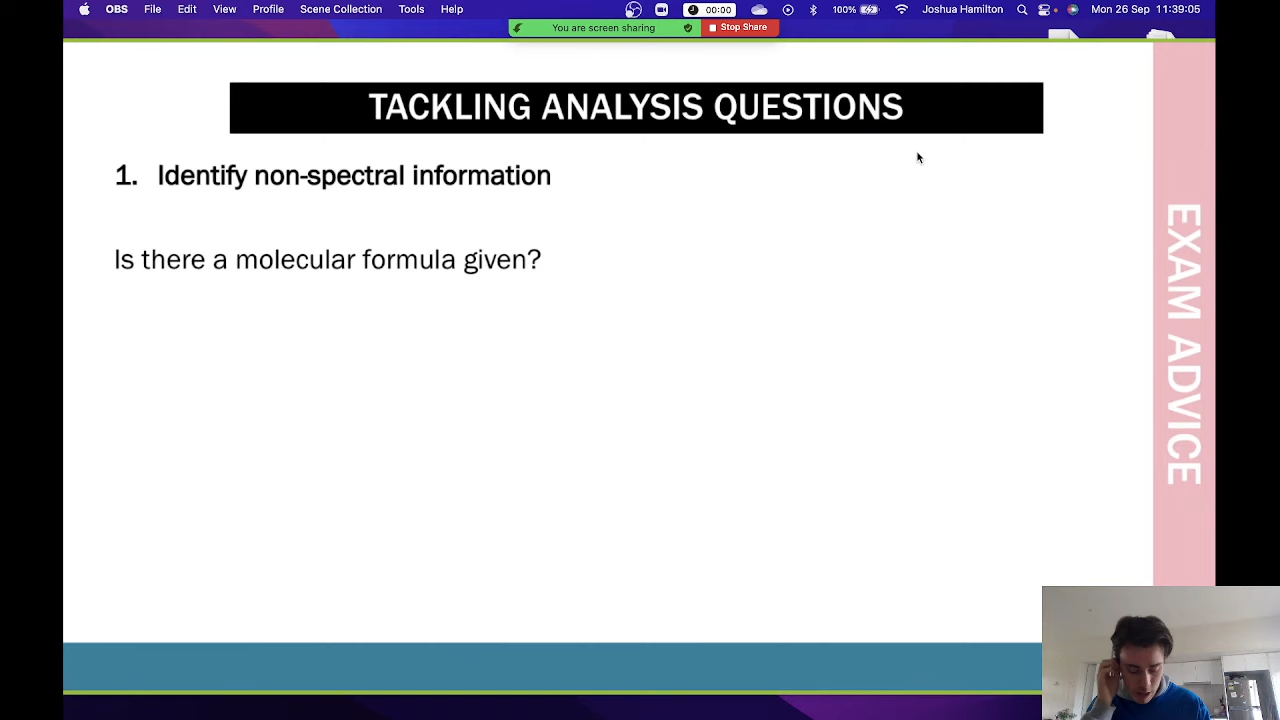 OBS File Edit View Profile Scene Collection Tools Help 00:00 100% Joshua Hamilton Mon 26 Sep 11:39:05
You are screen sharing Stop Share
TACKLING ANALYSIS QUESTIONS
1. Identify non-spectral information
Is there a molecular formula given?
EXAM ADVICE